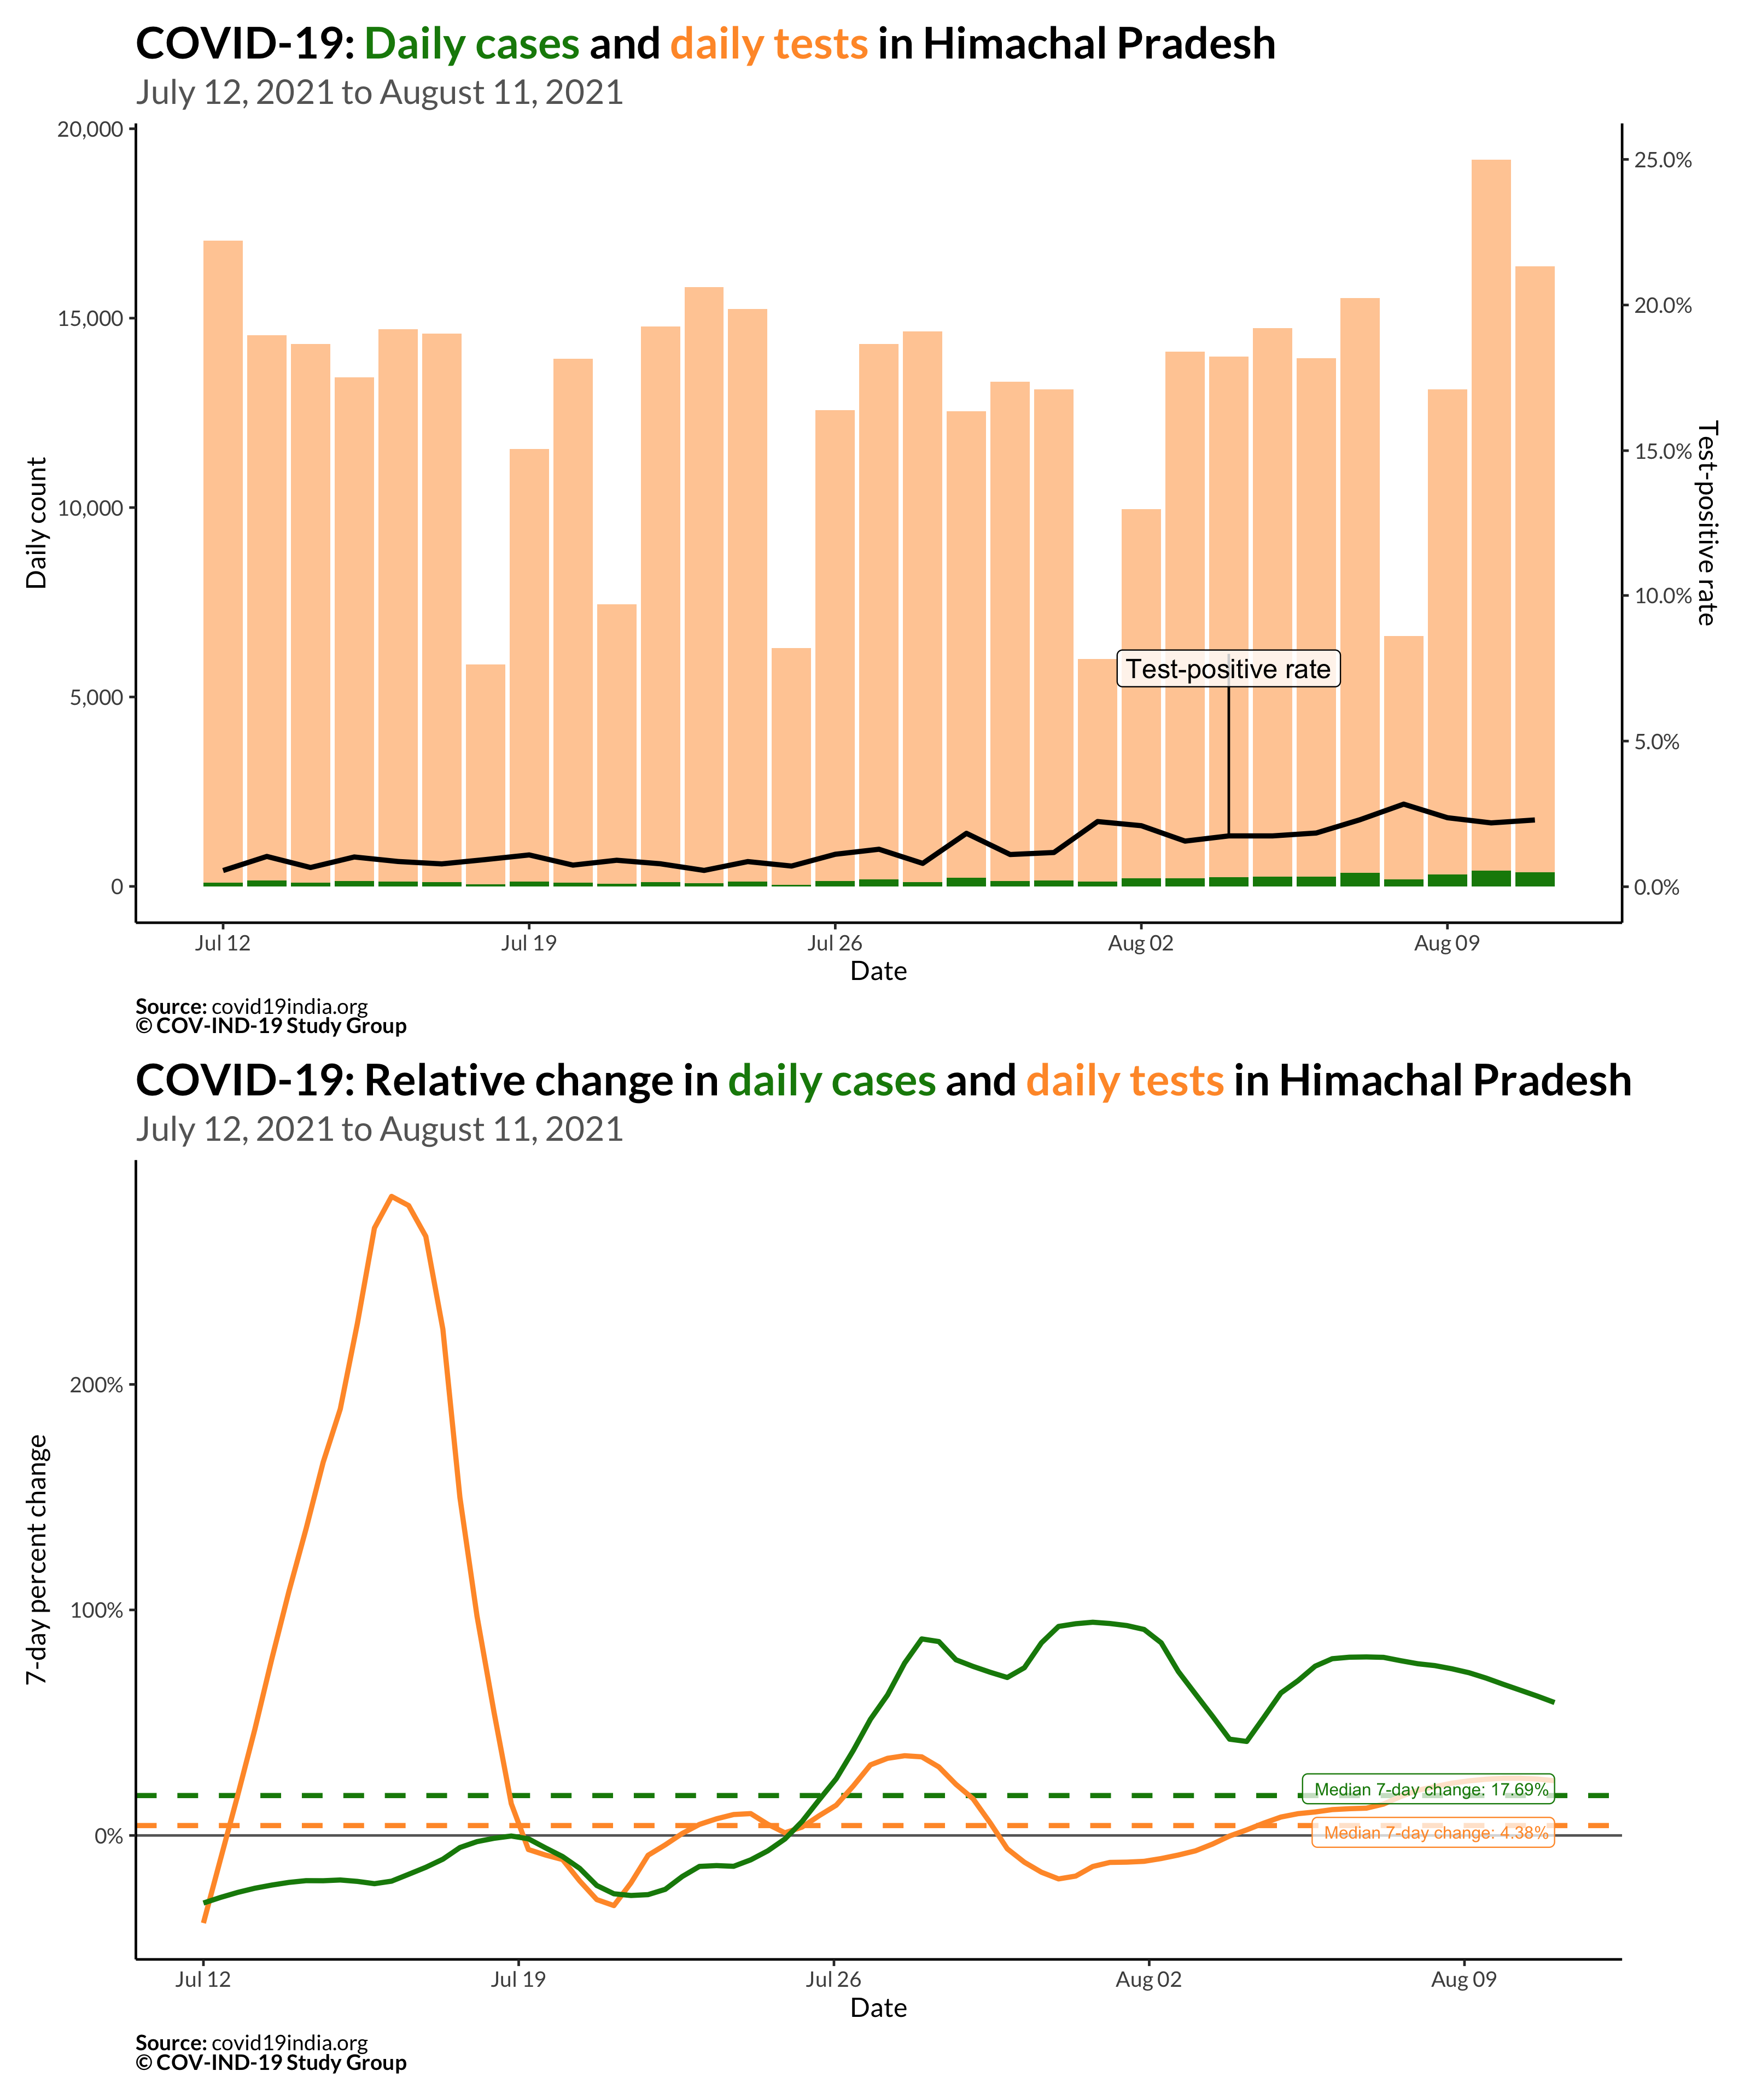 COVID-19: Daily cases and daily tests in Himachal Pradesh
July 12, 2021 to August 11, 2021
20,000
15,000
10,000
5,000
0
Daily count
25.0%
20.0%
15.0%
10.0%
5.0%
0.0%
Test-positive rate
Test-positive rate
Jul 12
Jul 19
Jul 26
Aug 02
Aug 09
Date
Source: covid19india.org
© COV-IND-19 Study Group
COVID-19: Relative change in daily cases and daily tests in Himachal Pradesh
July 12, 2021 to August 11, 2021
200%
100%
0%
7-day percent change
Median 7-day change: 17.69%
Median 7-day change: 4.38%
Jul 12
Jul 19
Jul 26
Aug 02
Aug 09
Date
Source: covid19india.org
© COV-IND-19 Study Group